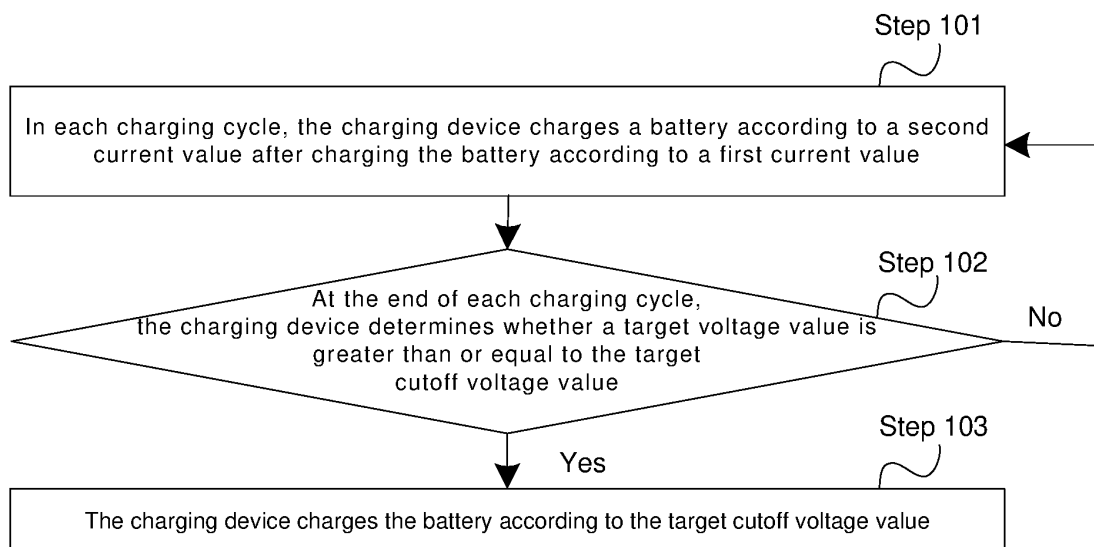 Step 101
In each charging cycle, the charging device charges a battery according to a second
current value after charging the battery according to a first current value
Step 102
At the end of each charging cycle,
the charging device determines whether a target voltage value is
greater than or equal to the target
cutoff voltage value
No
Step 103
Yes
The charging device charges the battery according to the target cutoff voltage value